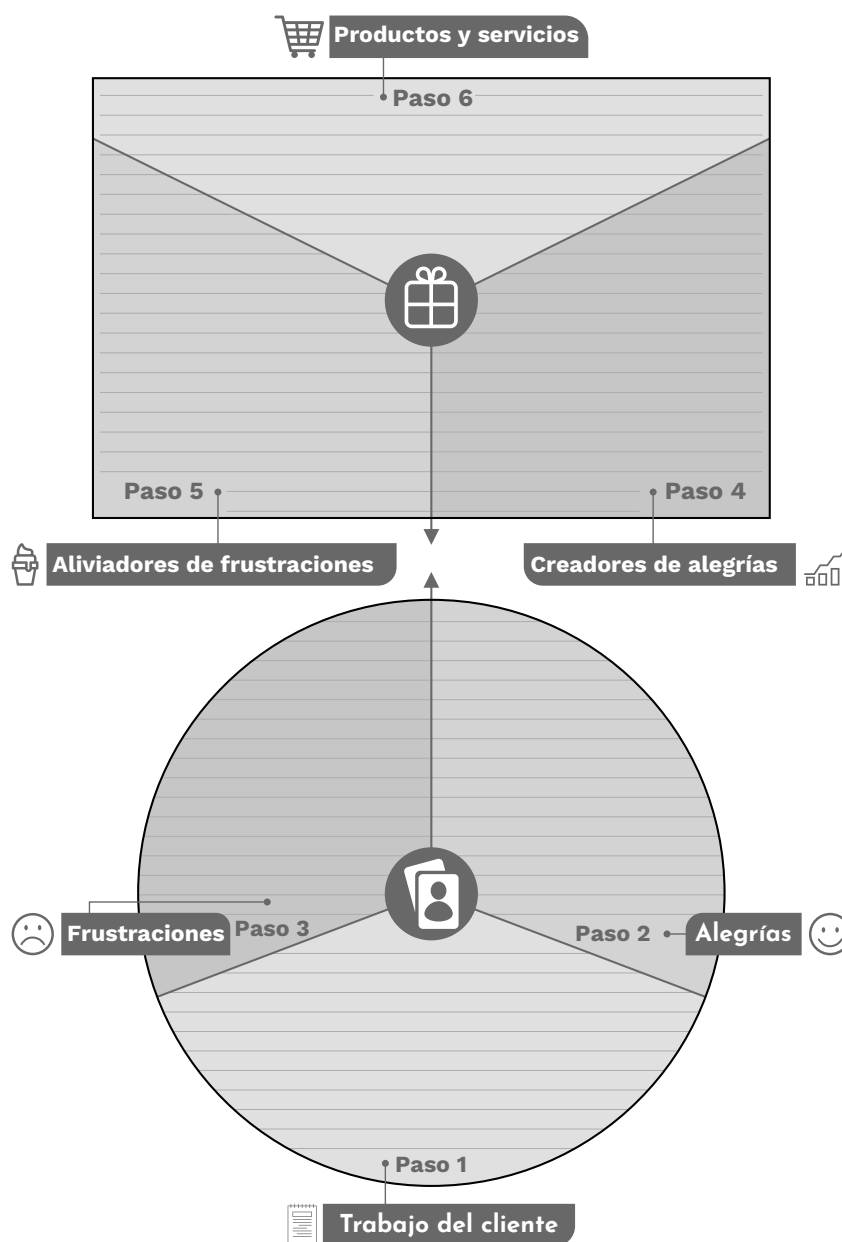 Productos y servicios
Paso 6
Paso 5
Paso 4
Aliviadores de frustraciones
Creadores de alegrías
Frustraciones
Paso 3
Paso 2
Alegrías
Paso 1
Trabajo del cliente